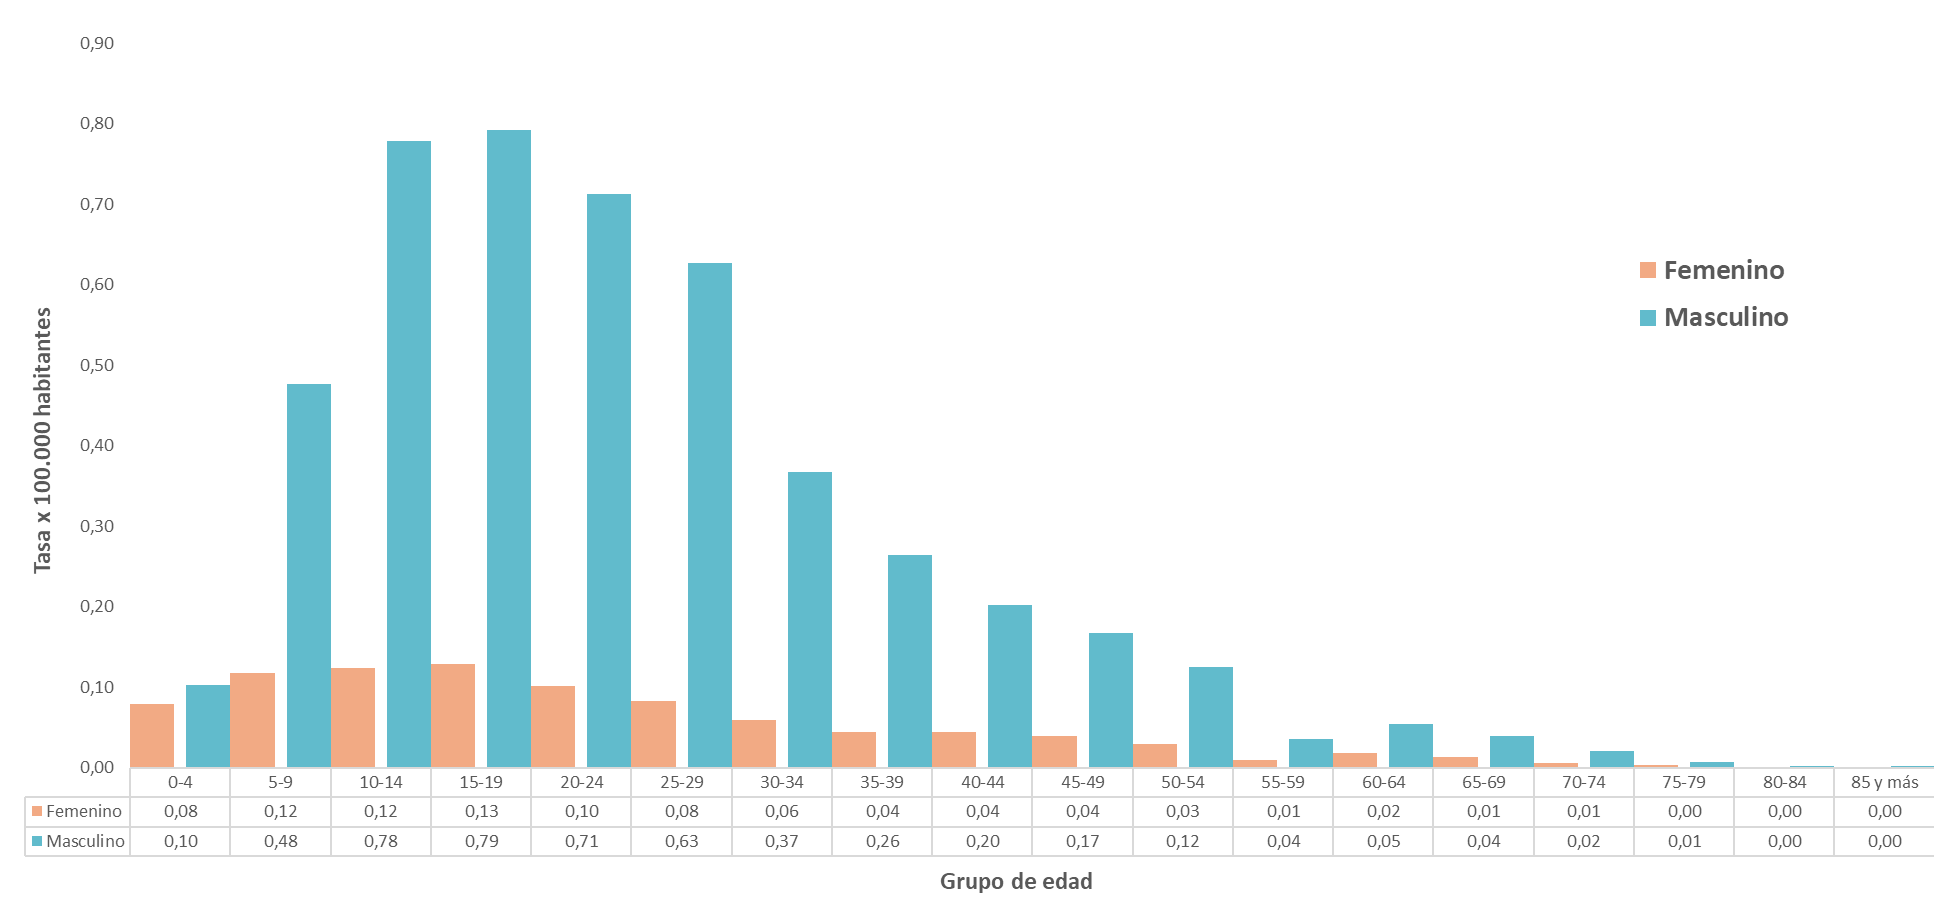 0,90
0,80
0,70
0,60
0,50
0,40
0,30
0,20
0,10
0,00
Tasa x 100.000 habitantes
Femenino
Masculino
0-4 5-9 10-14 15-19 20-24 25-29 30-34 35-39 40-44 45-49 50-54 55-59 60-64 65-69 70-74 75-79 80-84 85 y más
Femenino 0,08 0,12 0,12 0,13 0,10 0,08 0,06 0,04 0,04 0,04 0,03 0,01 0,02 0,01 0,01 0,00 0,00 0,00
Masculino 0,10 0,48 0,78 0,79 0,71 0,63 0,37 0,26 0,20 0,17 0,12 0,04 0,05 0,04 0,02 0,01 0,00 0,00
Grupo de edad